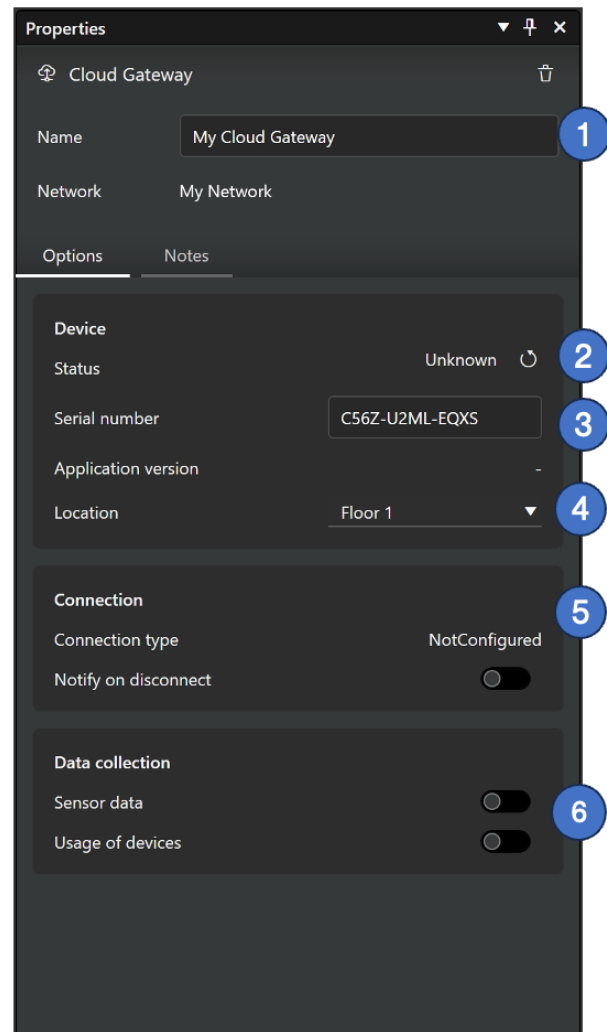 Properties
Cloud Gateway
Name My Cloud Gateway 1
Network My Network
Options Notes
Device
Status Unknown 2
Serial number C56Z-U2ML-EQXS 3
Application version -
Location Floor 1 4
Connection 5
Connection type NotConfigured
Notify on disconnect
Data collection
Sensor data 6
Usage of devices